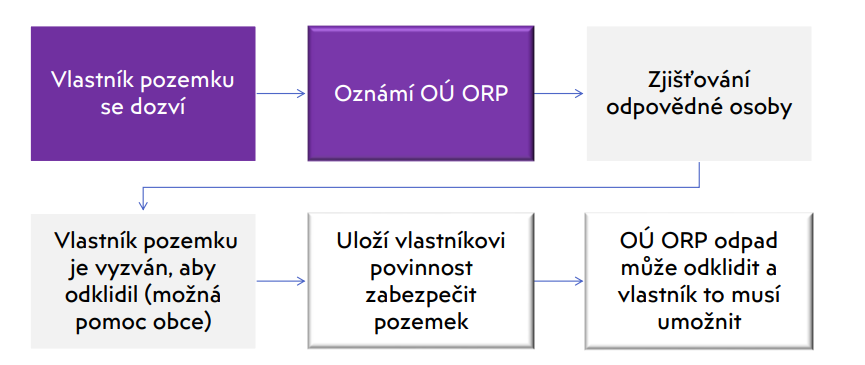 Vlastník pozemku
se dozví
Oznámí OÚ ORP
Zjišťování
odpovědné osoby
Vlastník pozemku
je vyzván, aby
odklidil (možná
pomoc obce)
Uloží vlastníkovi
povinnost
zabezpečit
pozemek
OÚ ORP odpad
může odklidit a
vlastník to musí
umožnit